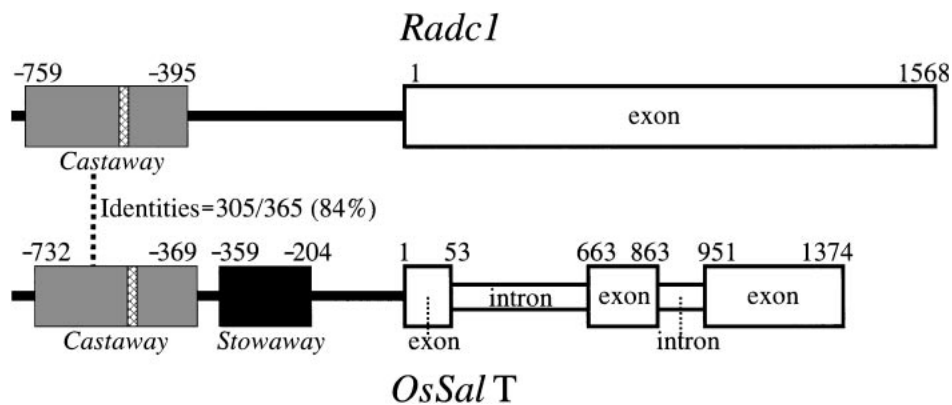 Radc1
-759 -395 1 1568
exon
Castaway
Identities=305/365 (84%)
-732 -369 -359 -204 1 53 663 863 951 1374
intron exon exon
Castaway Stowaway exon intron
OsSal T